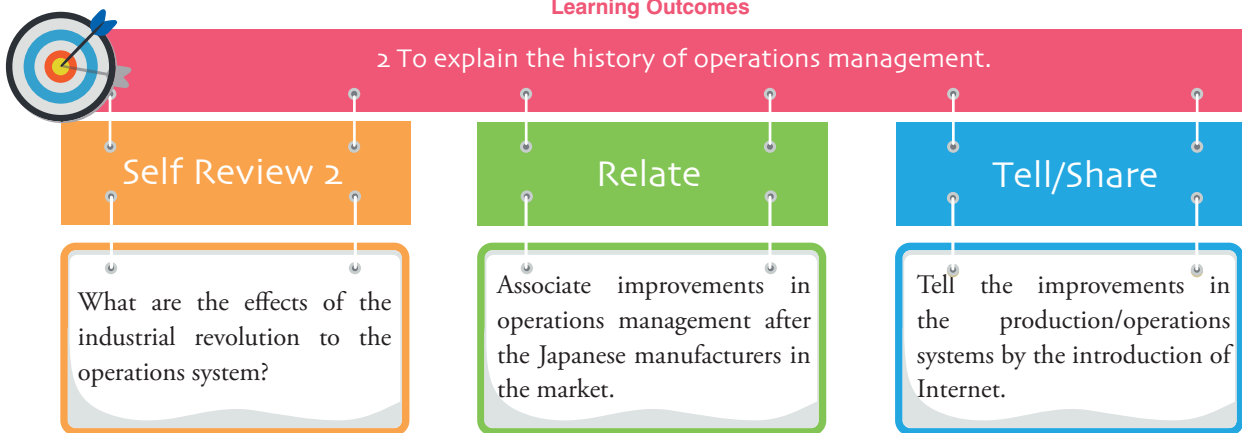 Learning Outcomes
2 To explain the history of operations management.
Self Review 2
What are the effects of the
industrial revolution to the
operations system?
Relate
Associate improvements in
operations management after
the Japanese manufacturers in
the market.
Tell/Share
Tell the improvements in
the production/operations
systems by the introduction of
Internet.